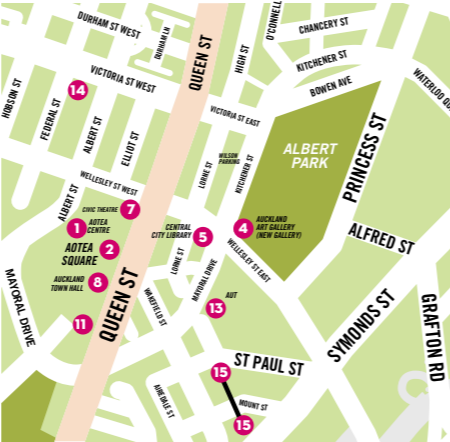 DURHAM ST WEST
DURHAM LN
QUEEN ST
HIGH ST
O'CONNELL
CHANCERY ST
KITCHENER ST
BOWEN AVE
WATERLOO QU
HOBSON ST
FEDERAL ST
14
VICTORIA ST WEST
ALBERT ST
ELLIOT ST
VICTORIA ST EAST
LORNE ST
WILSON
PARKING
KITCHENER ST
ALBERT
PARK
PRINCESS ST
WELLESLEY ST WEST
ALBERT ST
CIVIC THEATRE
7
1
AOTEA
CENTRE
AOTEA
SQUARE
2
CENTRAL
CITY LIBRARY
5
4
AUCKLAND
ART GALLERY
(NEW GALLERY)
ALFRED ST
LORNE ST
WELLESLEY ST EAST
MAYORAL DRIVE
MAYORAL DRIVE
AUCKLAND
TOWN HALL
8
QUEEN ST
WAKEFIELD ST
AUT
13
11
SYMONDS ST
GRAFTON RD
ST PAUL ST
15
AIREDALE ST
MOUNT ST
15